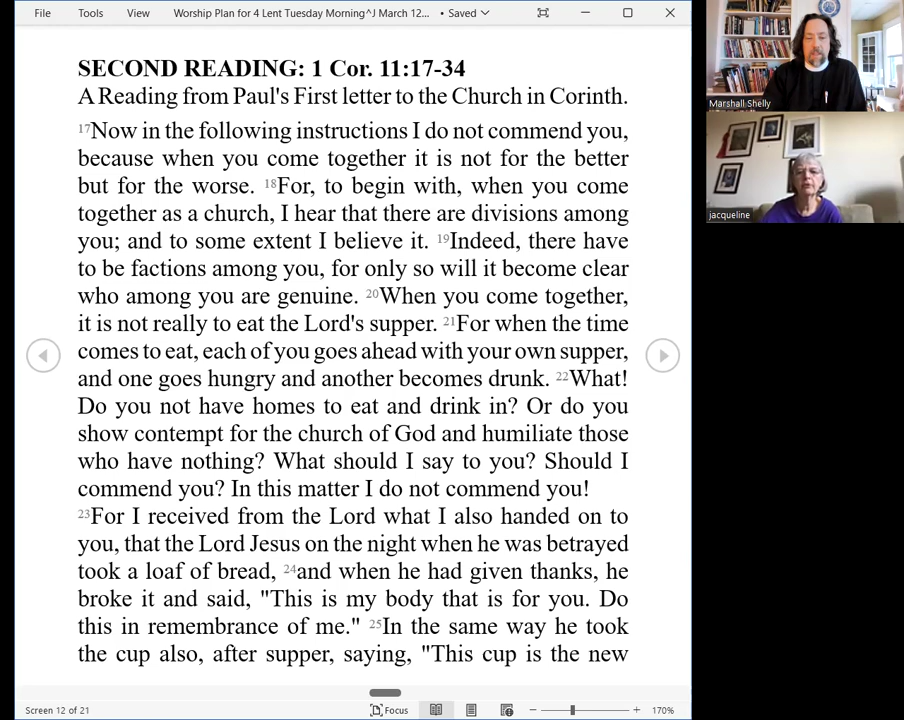 File Tools View Worship Plan for 4 Lent Tuesday Morning^J March 12... • Saved
SECOND READING: 1 Cor. 11:17-34
A Reading from Paul's First letter to the Church in Corinth.
17Now in the following instructions I do not commend you,
because when you come together it is not for the better
but for the worse. 18For, to begin with, when you come
together as a church, I hear that there are divisions among
you; and to some extent I believe it. 19Indeed, there have
to be factions among you, for only so will it become clear
who among you are genuine. 20When you come together,
it is not really to eat the Lord's supper. 21For when the time
comes to eat, each of you goes ahead with your own supper,
and one goes hungry and another becomes drunk. 22What!
Do you not have homes to eat and drink in? Or do you
show contempt for the church of God and humiliate those
who have nothing? What should I say to you? Should I
commend you? In this matter I do not commend you!
23For I received from the Lord what I also handed on to
you, that the Lord Jesus on the night when he was betrayed
took a loaf of bread, 24and when he had given thanks, he
broke it and said, "This is my body that is for you. Do
this in remembrance of me." 25In the same way he took
the cup also, after supper, saying, "This cup is the new
Screen 12 of 21 Focus 170%
Marshall Shelly
jacqueline